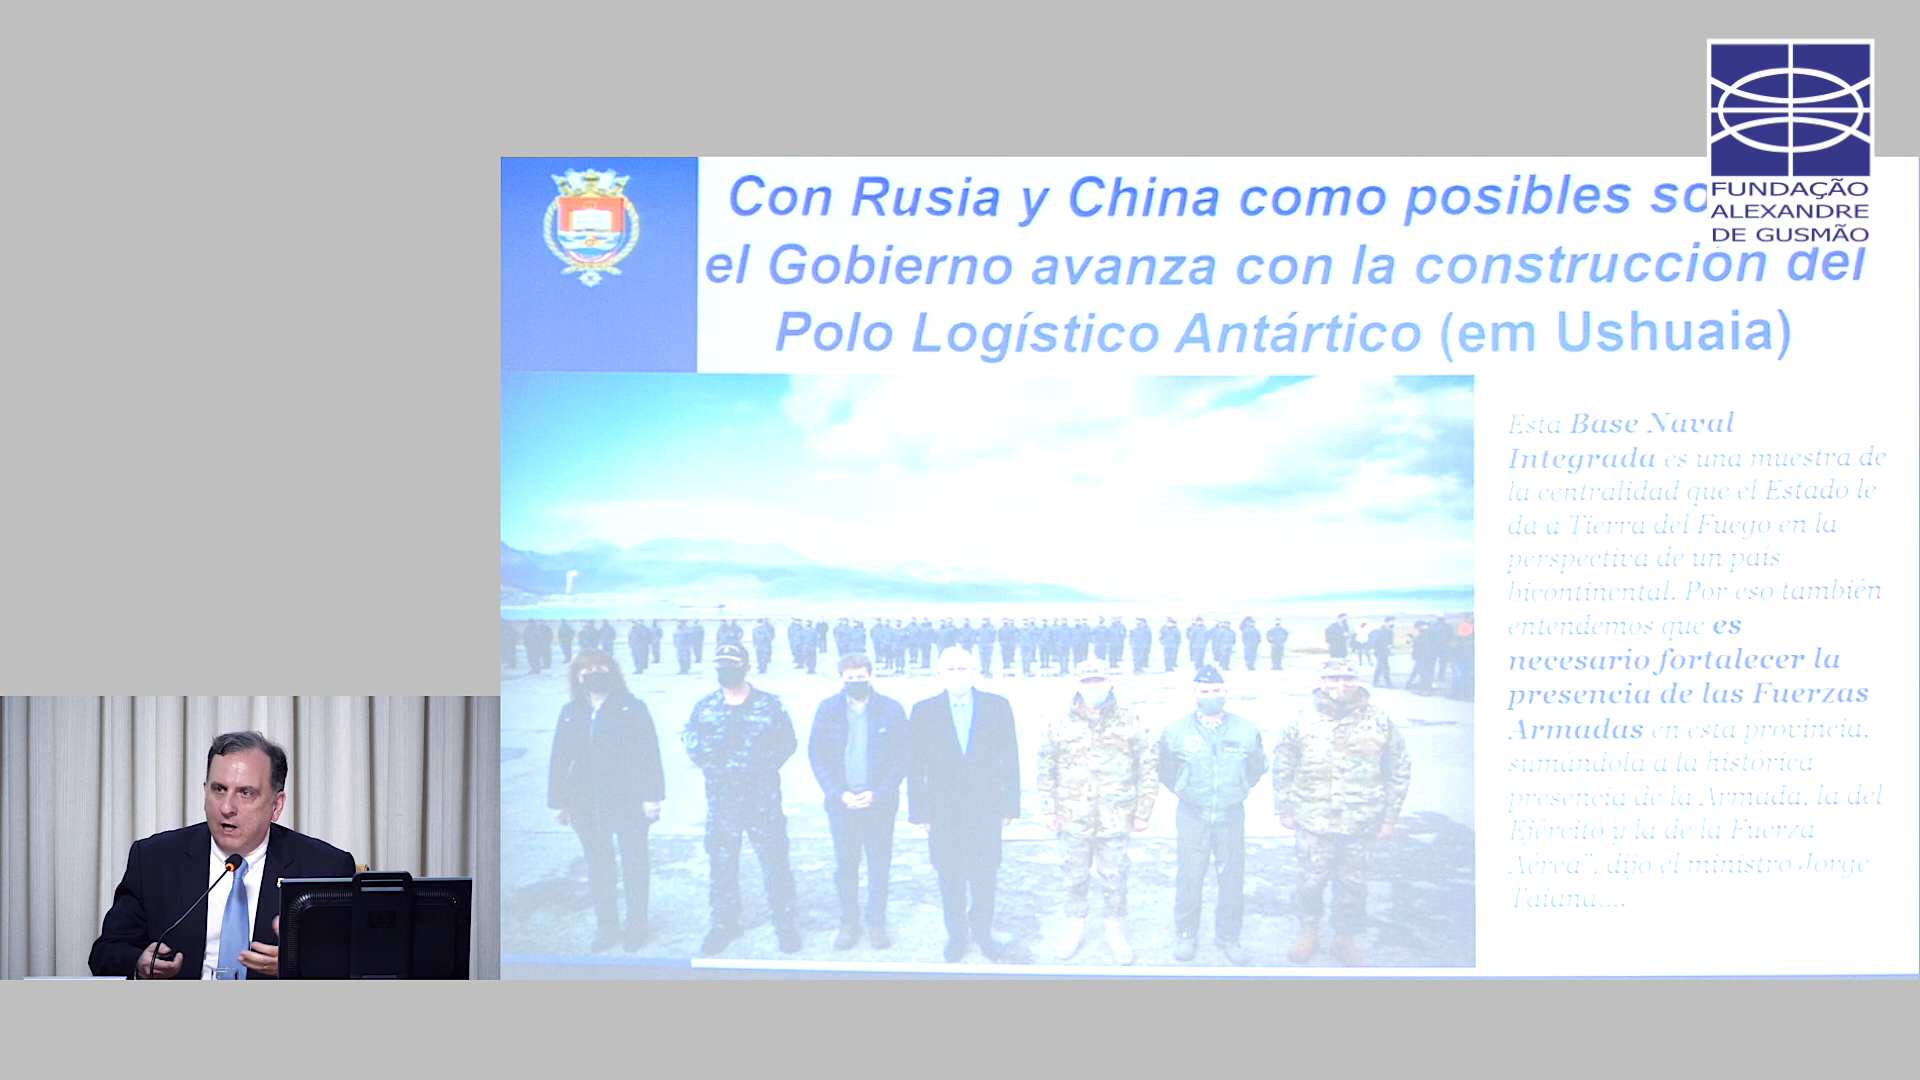 Con Rusia y China como posibles so
el Gobierno avanza con la construcción del
Polo Logístico Antártico (em Ushuaia)
FUNDAÇÃO
ALEXANDRE
DE GUSMÃO
Esta Base Naval
Integrada es una muestra de
la centralidad que el Estado le
da a Tierra del Fuego en la
perspectiva de un país
bicontinental. Por eso también
entendemos que es
necesario fortalecer la
presencia de las Fuerzas
Armadas en esta provincia,
sumándola a la histórica
presencia de la Armada, la del
Ejército y la de la Fuerza
Aérea”, dijo el ministro Jorge
Taiana....